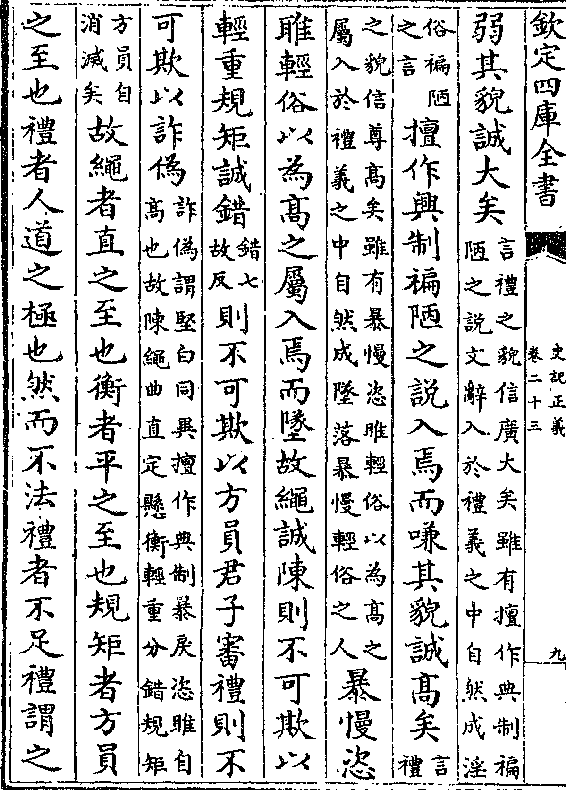 欽定四庫全書
史記正義
卷二十三
九
弱其貌誠大矣
言禮之貌信廣大矣雖有擅作典制褊
陋之說文辭入於禮義之中自然成淫
俗褊陋
之言
擅作興制褊陋之説入焉而嗛其貌誠高矣
言
禮
之貌信尊髙矣雖有暴慢恣睢輕俗以為髙之
屬入於禮義之中自然成墜落暴慢輕俗之人
暴慢恣
睢輕俗以為髙之屬入焉而墜故繩誠陳則不可欺以
輕重規矩誠錯
錯七
故反
則不可欺以方員君子審禮則不
可欺以詐偽
詐偽謂堅白同異擅作典制暴戾恣睢自
高也故陳繩曲直定懸衡輕重分錯規矩
方員自
消滅矣
故繩者直之至也衡者平之至也規矩者方員
之至也禮者人道之極也然而不法禮者不足禮謂之